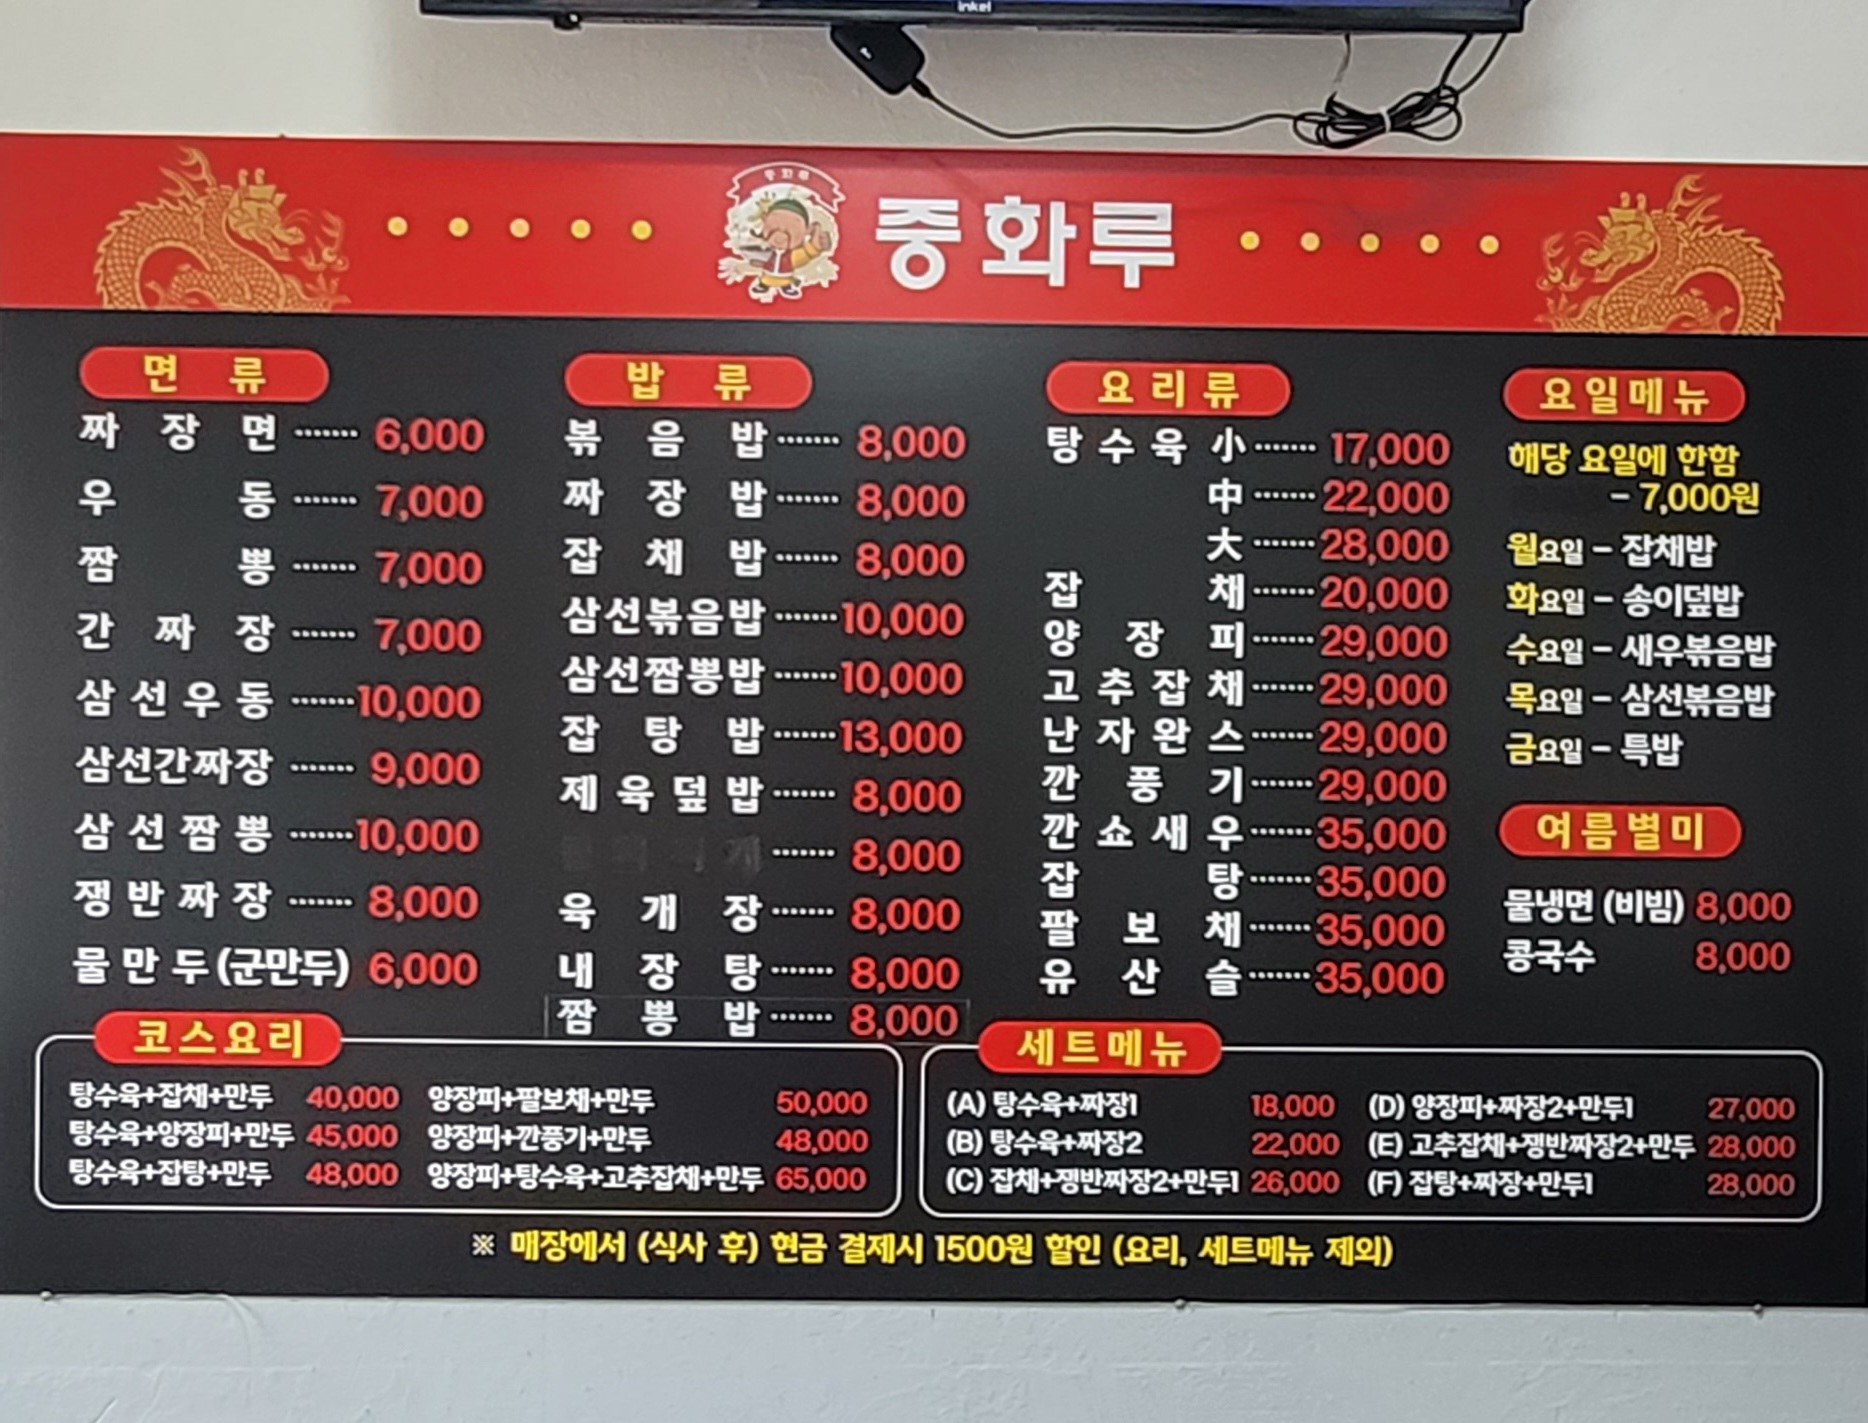 inkel
중화루
중화루
면 류
짜장면 ······· 6,000
우동 ······· 7,000
짬뽕 ······· 7,000
간짜장 ······· 7,000
삼선우동 ······· 10,000
삼선간짜장 ······· 9,000
삼선짬뽕 ······· 10,000
쟁반짜장 ······· 8,000
물만두(군만두) 6,000
밥 류
볶음밥 ······· 8,000
짜장밥 ······· 8,000
잡채밥 ······· 8,000
삼선볶음밥 ······· 10,000
삼선짬뽕밥 ······· 10,000
잡탕밥 ······· 13,000
제육덮밥 ······· 8,000
······· 8,000
육개장 ······· 8,000
내장탕 ······· 8,000
짬뽕밥 ······· 8,000
요리류
탕수육 小 ······· 17,000
中 ······· 22,000
大 ······· 28,000
잡채 ······· 20,000
양장피 ······· 29,000
고추잡채 ······· 29,000
난자완스 ······· 29,000
깐풍기 ······· 29,000
깐쇼새우 ······· 35,000
잡탕 ······· 35,000
팔보채 ······· 35,000
유산슬 ······· 35,000
요일메뉴
해당 요일에 한함
- 7,000원
월요일 - 잡채밥
화요일 - 송이덮밥
수요일 - 새우볶음밥
목요일 - 삼선볶음밥
금요일 - 특밥
여름별미
물냉면 (비빔) 8,000
콩국수 8,000
코스요리
탕수육+잡채+만두 40,000
탕수육+양장피+만두 45,000
탕수육+잡탕+만두 48,000
양장피+팔보채+만두 50,000
양장피+깐풍기+만두 48,000
양장피+탕수육+고추잡채+만두 65,000
세트메뉴
(A) 탕수육+짜장1 18,000
(B) 탕수육+짜장2 22,000
(C) 잡채+쟁반짜장2+만두1 26,000
(D) 양장피+짜장2+만두1 27,000
(E) 고추잡채+쟁반짜장2+만두 28,000
(F) 잡탕+짜장+만두1 28,000
※ 매장에서 (식사 후) 현금 결제시 1500원 할인 (요리, 세트메뉴 제외)